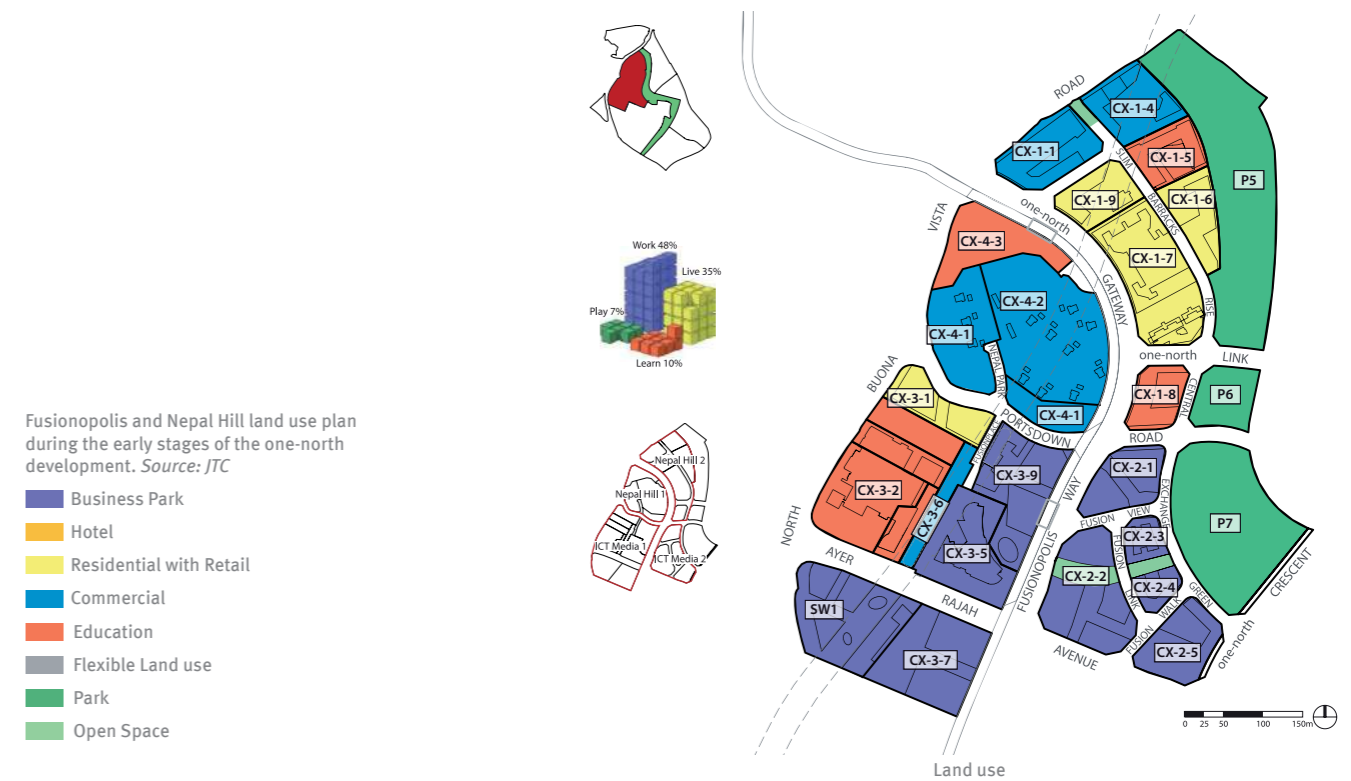 Fusionopolis and Nepal Hill land use plan
during the early stages of the one-north
development. Source: JTC
Business Park
Hotel
Residential with Retail
Commercial
Education
Flexible Land use
Park
Open Space
Work 48%
Live 35%
Play 7%
Learn 10%
Nepal Hill 2
Nepal Hill 1
ICT Media 1
ICT Media 2
ROAD
CX-1-4
CX-1-1
SLIM
CX-1-5
P5
CX-1-9
BARRACKS
CX-1-6
VISTA
one-north
CX-4-3
CX-1-7
GATEWAY
CX-4-2
RISE
CX-4-1
NEPAL PARK
one-north
LINK
BUONA
CX-3-1
CX-1-8
CENTRAL
P6
CX-4-1
PORTSDOWN
ROAD
CX-2-1
CX-3-9
WAY
EXCHANGE
CX-3-2
CX-3-6
FUSION
VIEW
P7
NORTH
CX-2-3
AYER
CX-3-5
FUSION
LINK
FUSIONOPOLIS
CX-2-2
CX-2-4
CRESCENT
GREEN
RAJAH
SW1
WALK
FUSION
one-north
CX-3-7
AVENUE
CX-2-5
0 25 50 100 150m
Land use